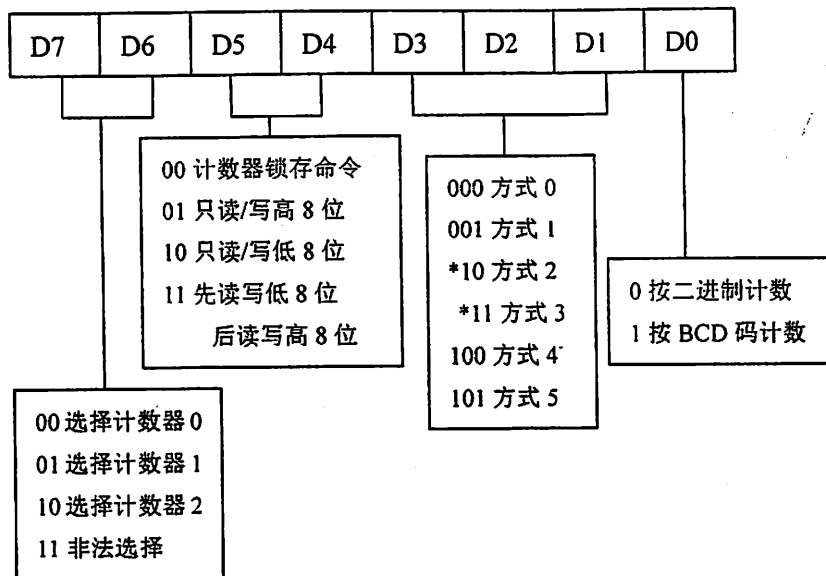 D7 D6 D5 D4 D3 D2 D1 D0
00 计数器锁存命令
01 只读/写高 8 位
10 只读/写低 8 位
11 先读写低 8 位
后读写高 8 位
000 方式 0
001 方式 1
*10 方式 2
*11 方式 3
100 方式 4
101 方式 5
0 按二进制计数
1 按 BCD 码计数
00 选择计数器 0
01 选择计数器 1
10 选择计数器 2
11 非法选择